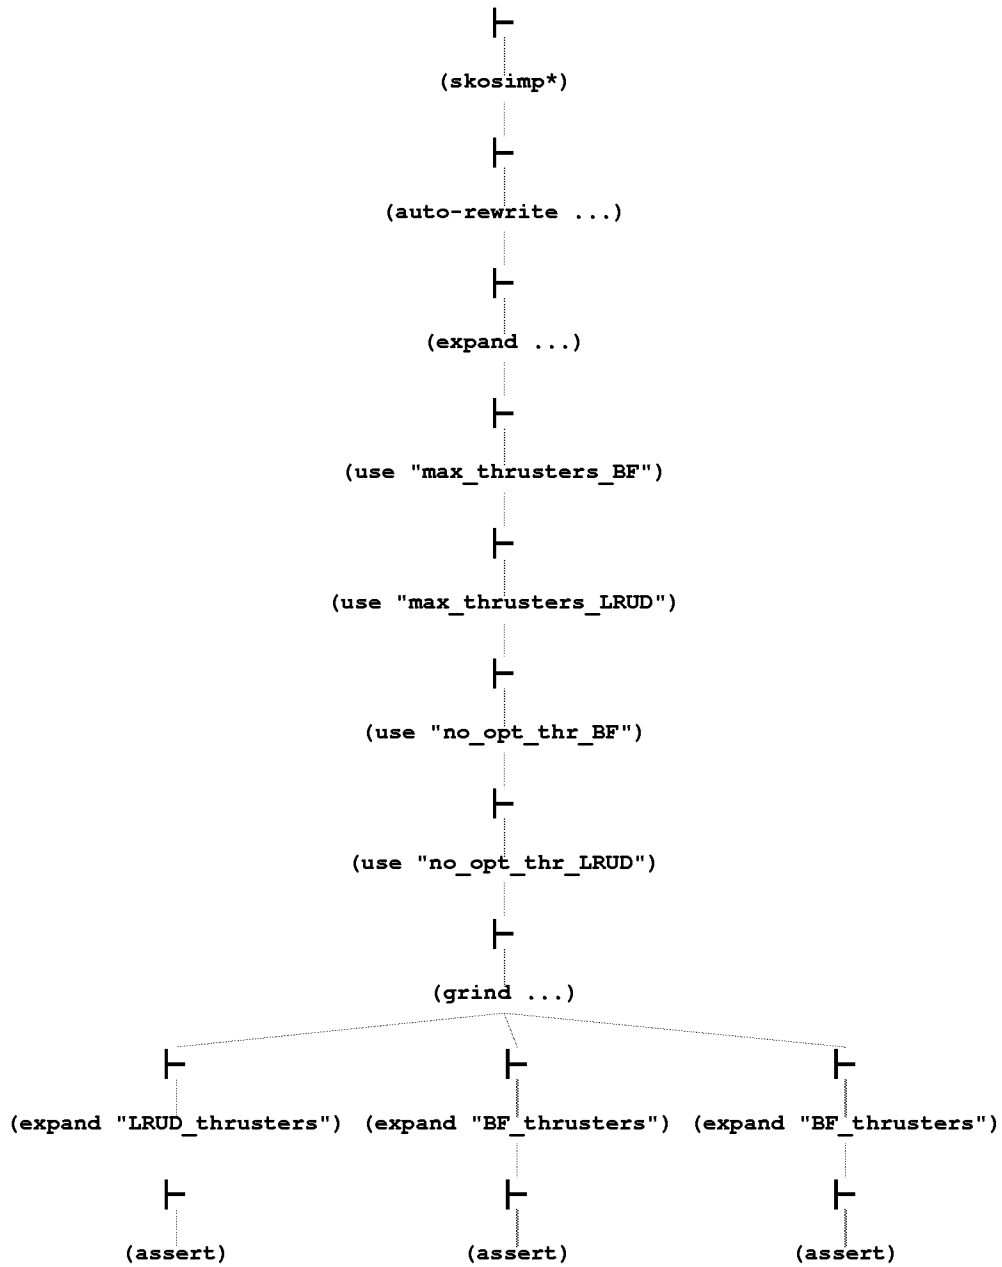 ⊢
(skosimp*)
⊢
(auto-rewrite ...)
⊢
(expand ...)
⊢
(use "max_thrusters_BF")
⊢
(use "max_thrusters_LRUD")
⊢
(use "no_opt_thr_BF")
⊢
(use "no_opt_thr_LRUD")
⊢
(grind ...)
⊢ ⊢ ⊢
(expand "LRUD_thrusters") (expand "BF_thrusters") (expand "BF_thrusters")
⊢ ⊢ ⊢
(assert) (assert) (assert)